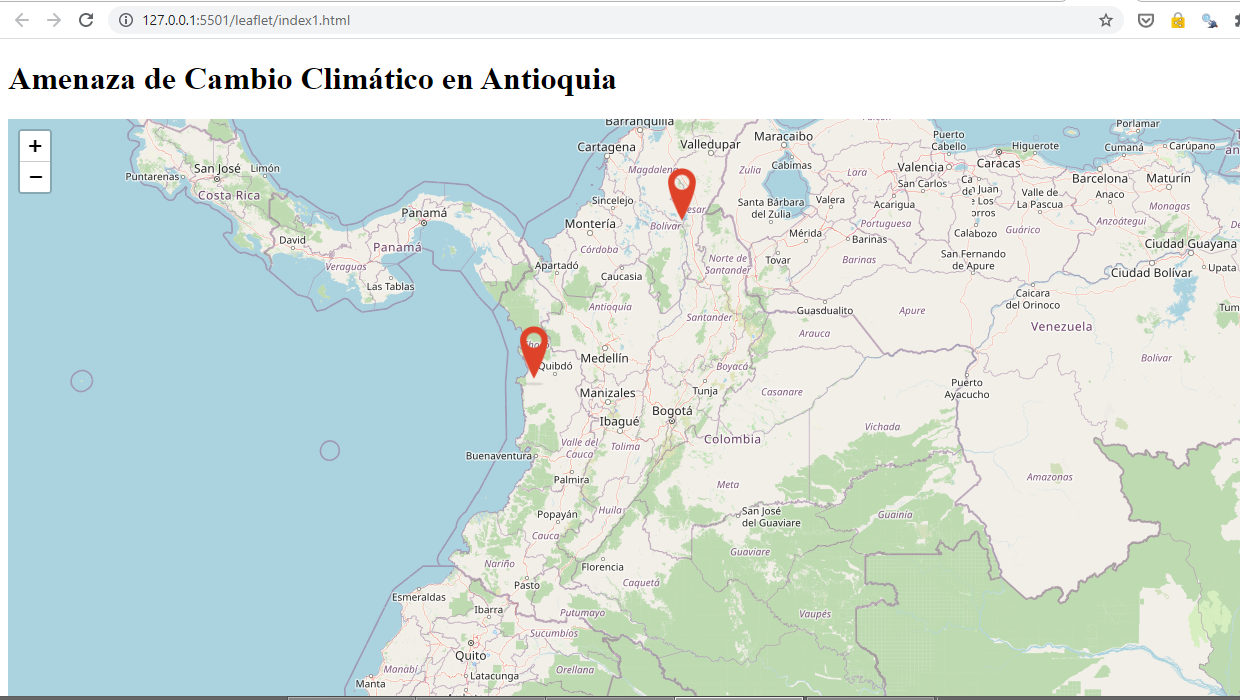 127.0.0.1:5501/leaflet/index1.html
Amenaza de Cambio Climático en Antioquia
+
−
Barranquilla
Cartagena
Valledupar
Maracaibo
Cabimas
Magdalena
Zulia
Lara
Puerto Cabello
Higuerote
Porlamar
Cumaná
Carúpano
Valencia
Caracas
San Carlos
Barcelona
Maturín
Anaco
San José
Limón
Puntarenas
Costa Rica
Sincelejo
Santa Bárbara del Zulia
Valera
Acarigua
Valle de La Pascua
Monagas
Panamá
Montería
Bolívar
Portuguesa
Anzoátegui
Mérida
Barinas
Calabozo
Guárico
David
Panamá
Córdoba
Ciudad Guayana
Veraguas
Apartadó
Caucasia
Norte de Santander
Tovar
Barinas
San Fernando de Apure
Ciudad Bolívar
Upata
Las Tablas
Antioquia
Santander
Guasdualito
Apure
Caicara del Orinoco
Arauca
Venezuela
Medellín
Quibdó
Boyacá
Bolívar
Manizales
Tunja
Casanare
Puerto Ayacucho
Bogotá
Ibagué
Colombia
Vichada
Valle del Cauca
Tolima
Buenaventura
Palmira
Meta
Amazonas
Popayán
Huila
San José del Guaviare
Guainía
Cauca
Guaviare
Nariño
Florencia
Pasto
Caquetá
Esmeraldas
Ibarra
Putumayo
Vaupés
Sucumbíos
Quito
Manabí
Latacunga
Orellana
Manta